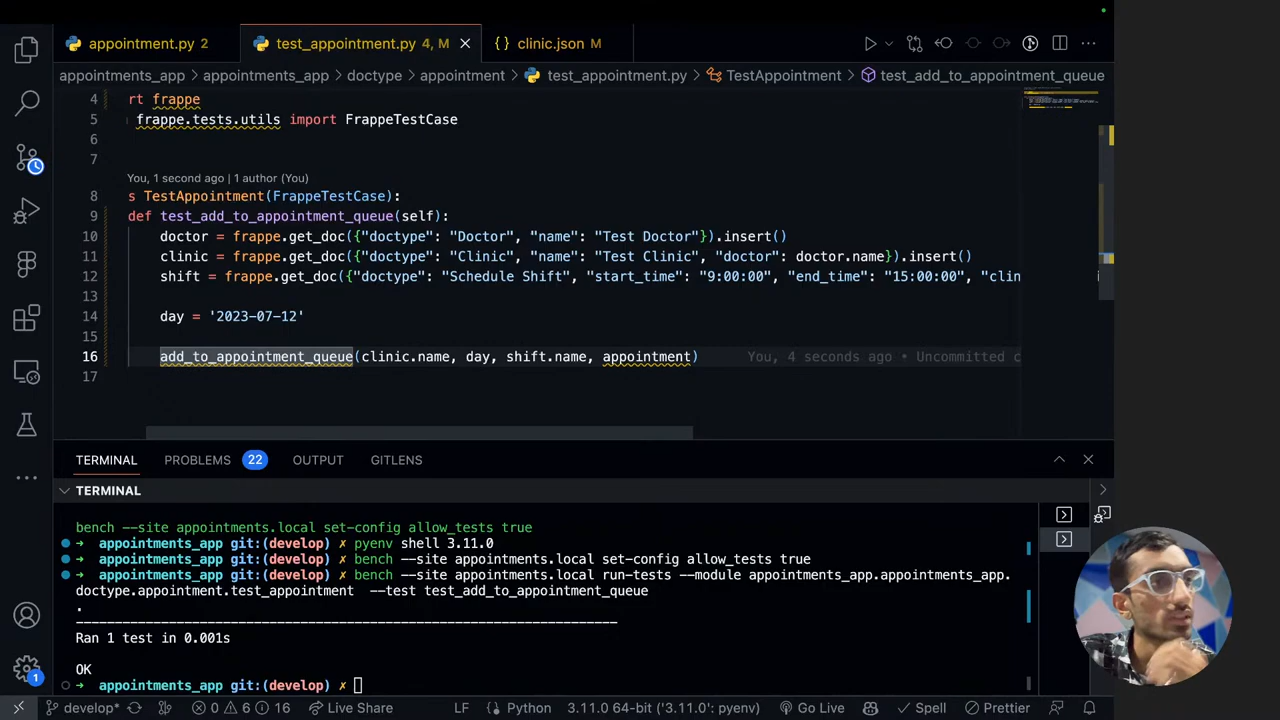 appointment.py 2
test_appointment.py 4, M
clinic.json M
appointments_app > appointments_app > doctype > appointment > test_appointment.py > TestAppointment > test_add_to_appointment_queue
4 rt frappe
5 frappe.tests.utils import FrappeTestCase
6
7
You, 1 second ago | 1 author (You)
8 s TestAppointment(FrappeTestCase):
9 def test_add_to_appointment_queue(self):
10 doctor = frappe.get_doc({"doctype": "Doctor", "name": "Test Doctor"}).insert()
11 clinic = frappe.get_doc({"doctype": "Clinic", "name": "Test Clinic", "doctor": doctor.name}).insert()
12 shift = frappe.get_doc({"doctype": "Schedule Shift", "start_time": "9:00:00", "end_time": "15:00:00", "clin
13
14 day = '2023-07-12'
15
16 add_to_appointment_queue(clinic.name, day, shift.name, appointment) You, 4 seconds ago • Uncommitted c
17
TERMINAL PROBLEMS 22 OUTPUT GITLENS
TERMINAL
bench --site appointments.local set-config allow_tests true
➜ appointments_app git:(develop) ✗ pyenv shell 3.11.0
➜ appointments_app git:(develop) ✗ bench --site appointments.local set-config allow_tests true
➜ appointments_app git:(develop) ✗ bench --site appointments.local run-tests --module appointments_app.appointments_app.
doctype.appointment.test_appointment --test test_add_to_appointment_queue
.
----------------------------------------------------------------------
Ran 1 test in 0.001s
OK
➜ appointments_app git:(develop) ✗
1
develop* 0 6 16 Live Share LF Python 3.11.0 64-bit ('3.11.0': pyenv) Go Live Spell Prettier